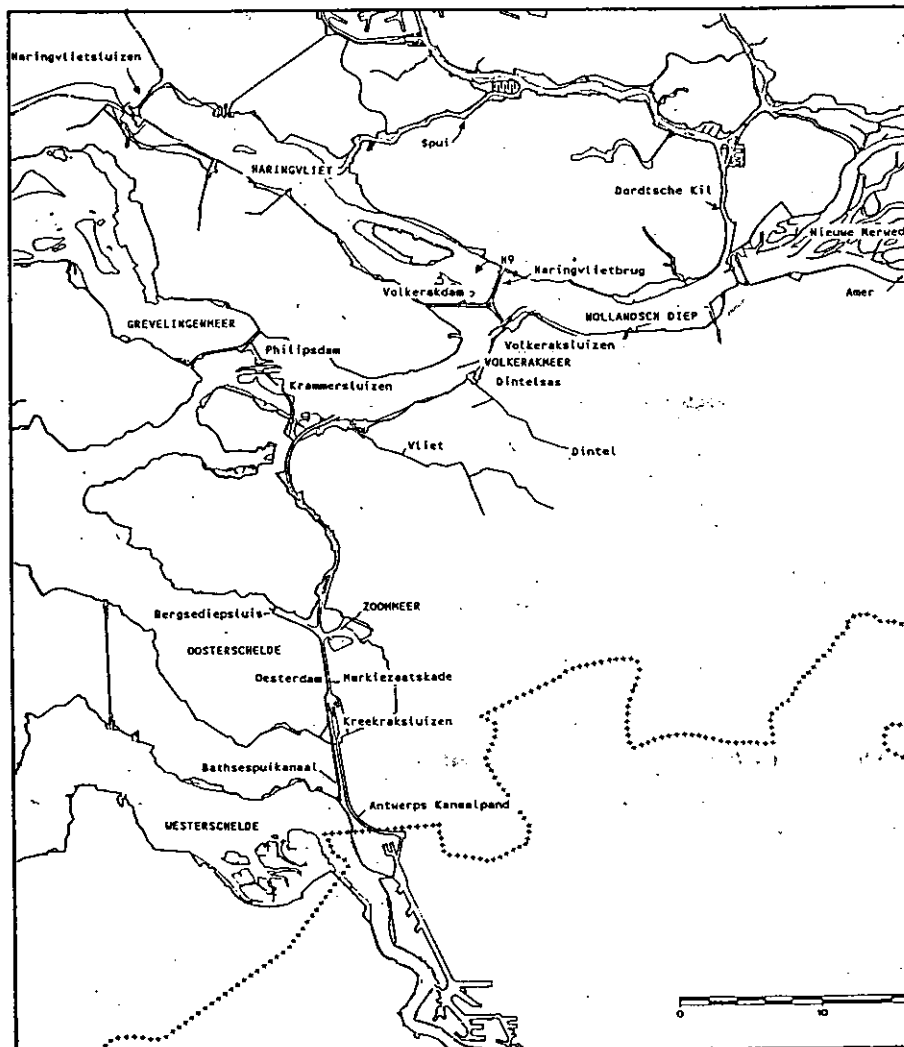 Haringvlietsluizen
Spui
HARINGVLIET
Dordtsche Kil
Nieuwe Merwed
H9
Haringvlietbrug
Volkerakdam
Amer
GREVELINGENMEER
HOLLANDSCH DIEP
Philipsdam
Volkeraksluizen
VOLKERAKMEER
Krammersluizen
Dintelsas
Vliet
Dintel
Bergsediepsluis
ZOOMMEER
OOSTERSCHELDE
Oesterdam
Markiezaatskade
Kreekraksluizen
Bathsespuikanaal
Antwerps Kanaalpand
WESTERSCHELDE
0 10